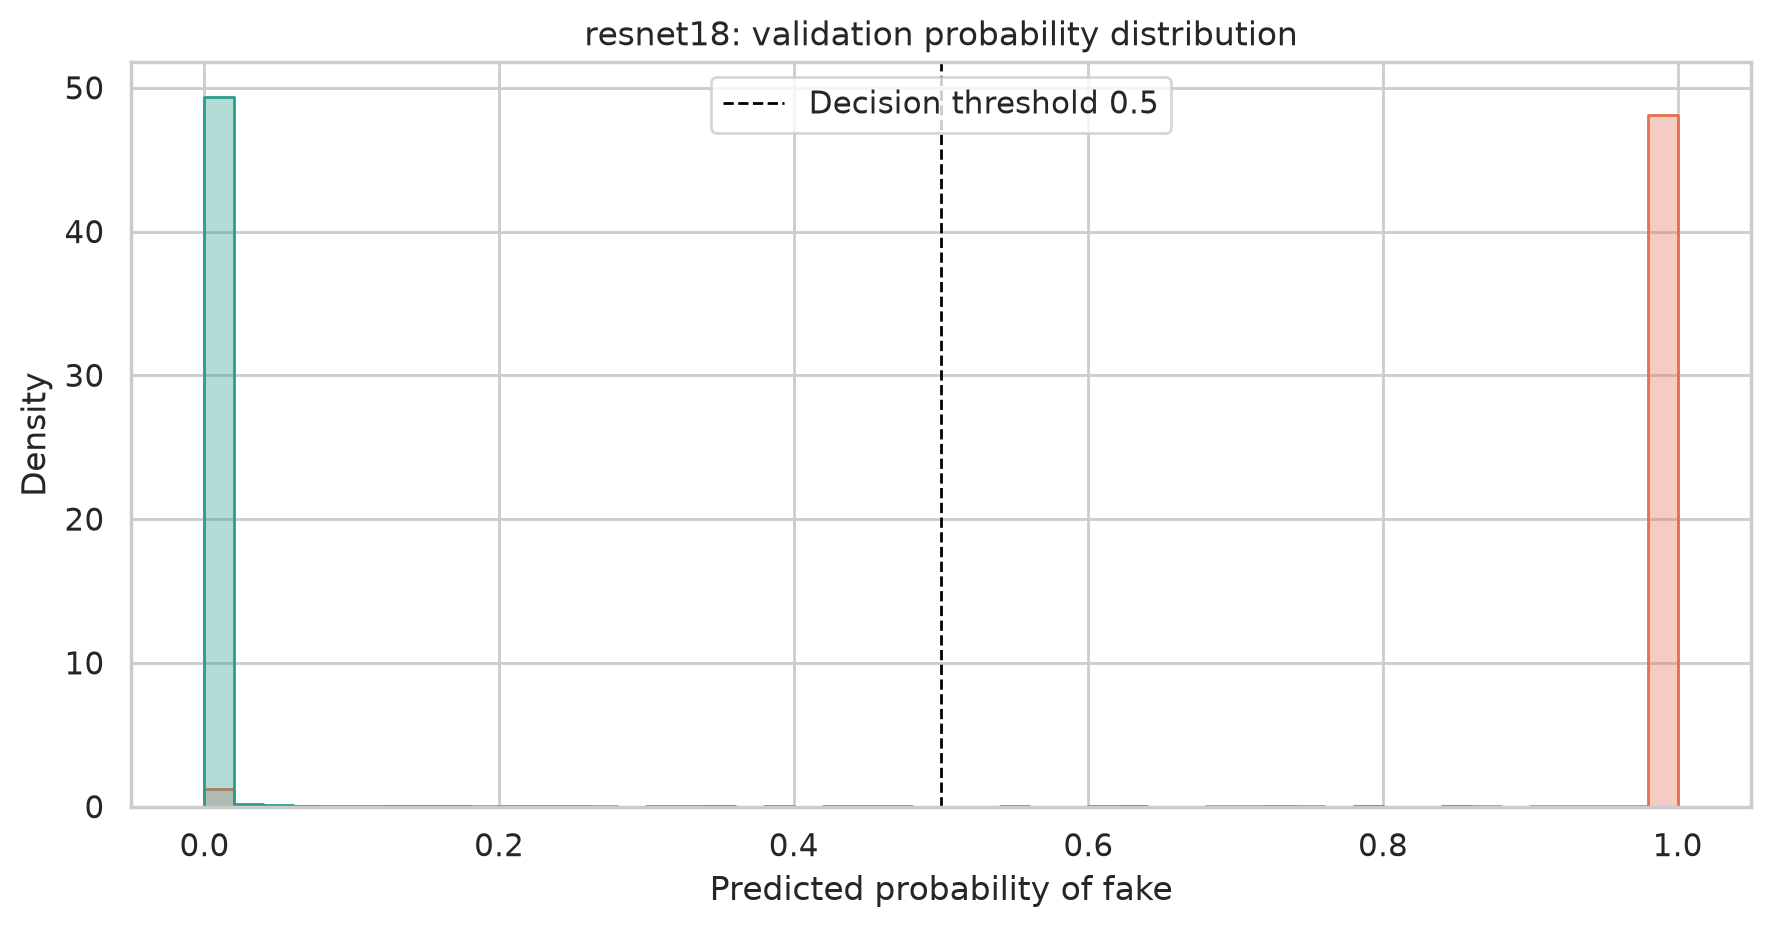 resnet18: validation probability distribution
Decision threshold 0.5
50
40
30
20
10
0
Density
0.0 0.2 0.4 0.6 0.8 1.0
Predicted probability of fake